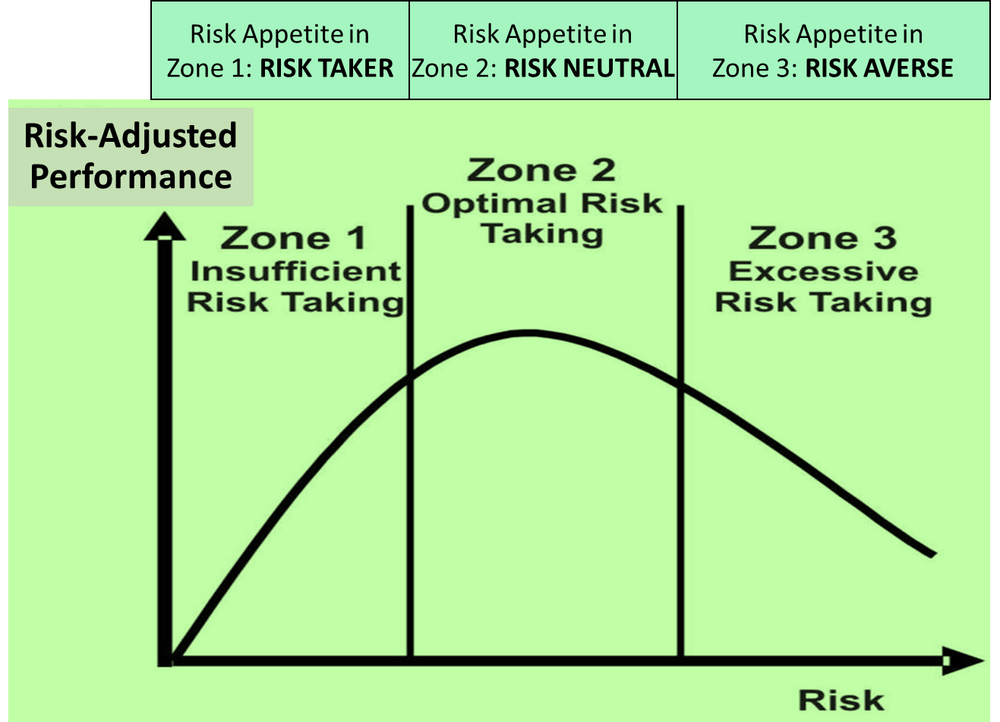 Risk Appetite in
Zone 1: RISK TAKER
Risk Appetite in
Zone 2: RISK NEUTRAL
Risk Appetite in
Zone 3: RISK AVERSE
Risk-Adjusted
Performance
Zone 1
Insufficient
Risk Taking
Zone 2
Optimal Risk
Taking
Zone 3
Excessive
Risk Taking
Risk